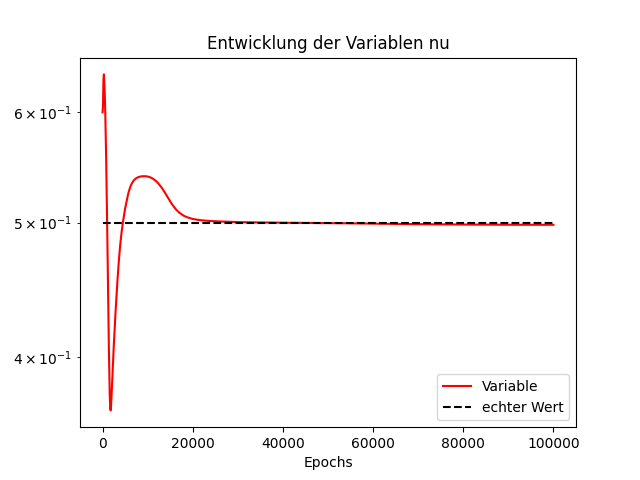 Entwicklung der Variablen nu
6 × 10⁻¹
5 × 10⁻¹
4 × 10⁻¹
Variable
echter Wert
0 20000 40000 60000 80000 100000
Epochs